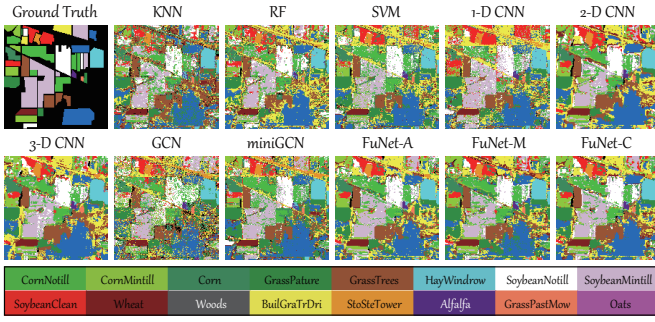 Ground Truth KNN RF SVM 1-D CNN 2-D CNN
3-D CNN GCN miniGCN FuNet-A FuNet-M FuNet-C
CornNotill CornMintill Corn GrassPature GrassTrees HayWindrow SoybeanNotill SoybeanMintill
SoybeanClean Wheat Woods BuilGraTrDri StoSteTower Alfalfa GrassPastMow Oats